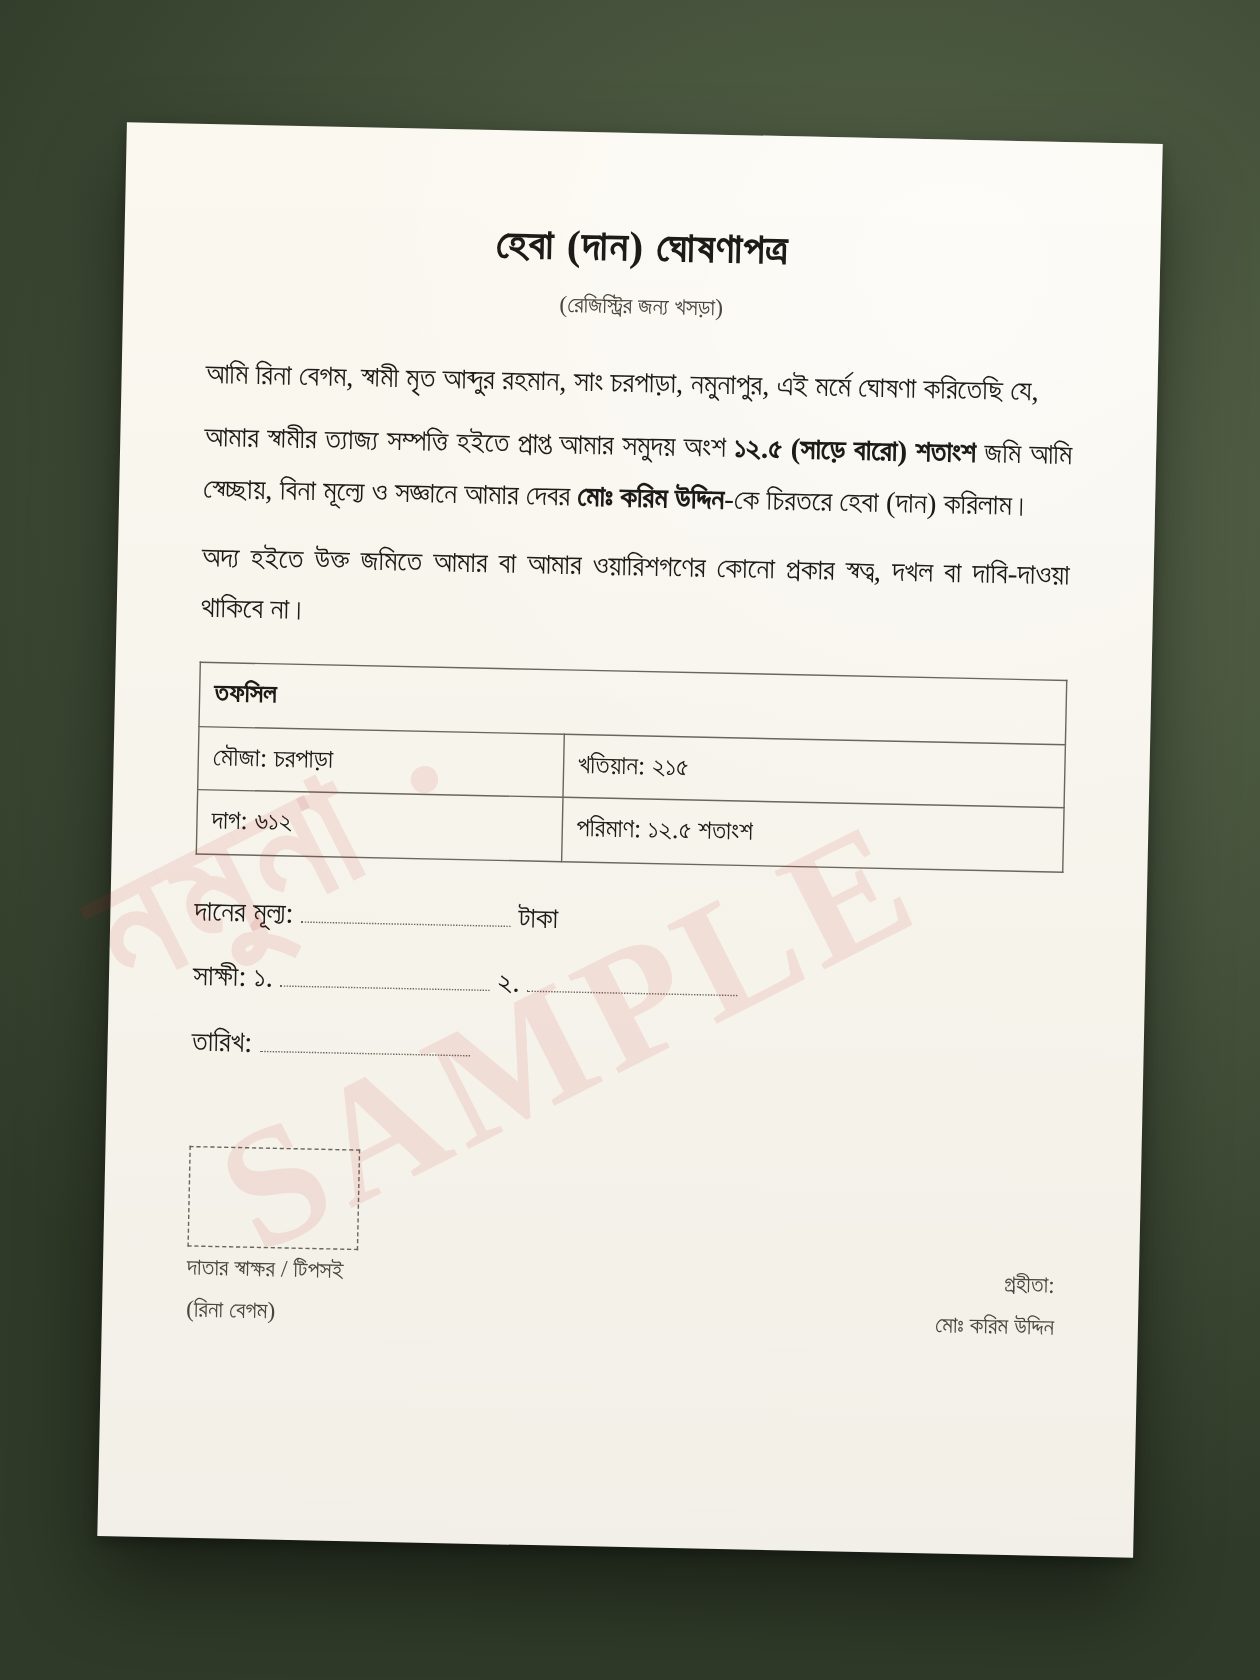 হেবা (দান) ঘোষণাপত্র
(রেজিস্ট্রির জন্য খসড়া)
আমি রিনা বেগম, স্বামী মৃত আব্দুর রহমান, সাং চরপাড়া, নমুনাপুর, এই মর্মে ঘোষণা করিতেছি যে,
আমার স্বামীর ত্যাজ্য সম্পত্তি হইতে প্রাপ্ত আমার সমুদয় অংশ ১২.৫ (সাড়ে বারো) শতাংশ জমি আমি
স্বেচ্ছায়, বিনা মূল্যে ও সজ্ঞানে আমার দেবর মোঃ করিম উদ্দিন-কে চিরতরে হেবা (দান) করিলাম।
অদ্য হইতে উক্ত জমিতে আমার বা আমার ওয়ারিশগণের কোনো প্রকার স্বত্ব, দখল বা দাবি-দাওয়া
থাকিবে না।
তফসিল
মৌজা: চরপাড়া খতিয়ান: ২১৫
দাগ: ৬১২ পরিমাণ: ১২.৫ শতাংশ
নমুনা •
SAMPLE
দানের মূল্য: টাকা
সাক্ষী: ১. ২.
তারিখ:
দাতার স্বাক্ষর / টিপসই
(রিনা বেগম)
গ্রহীতা:
মোঃ করিম উদ্দিন